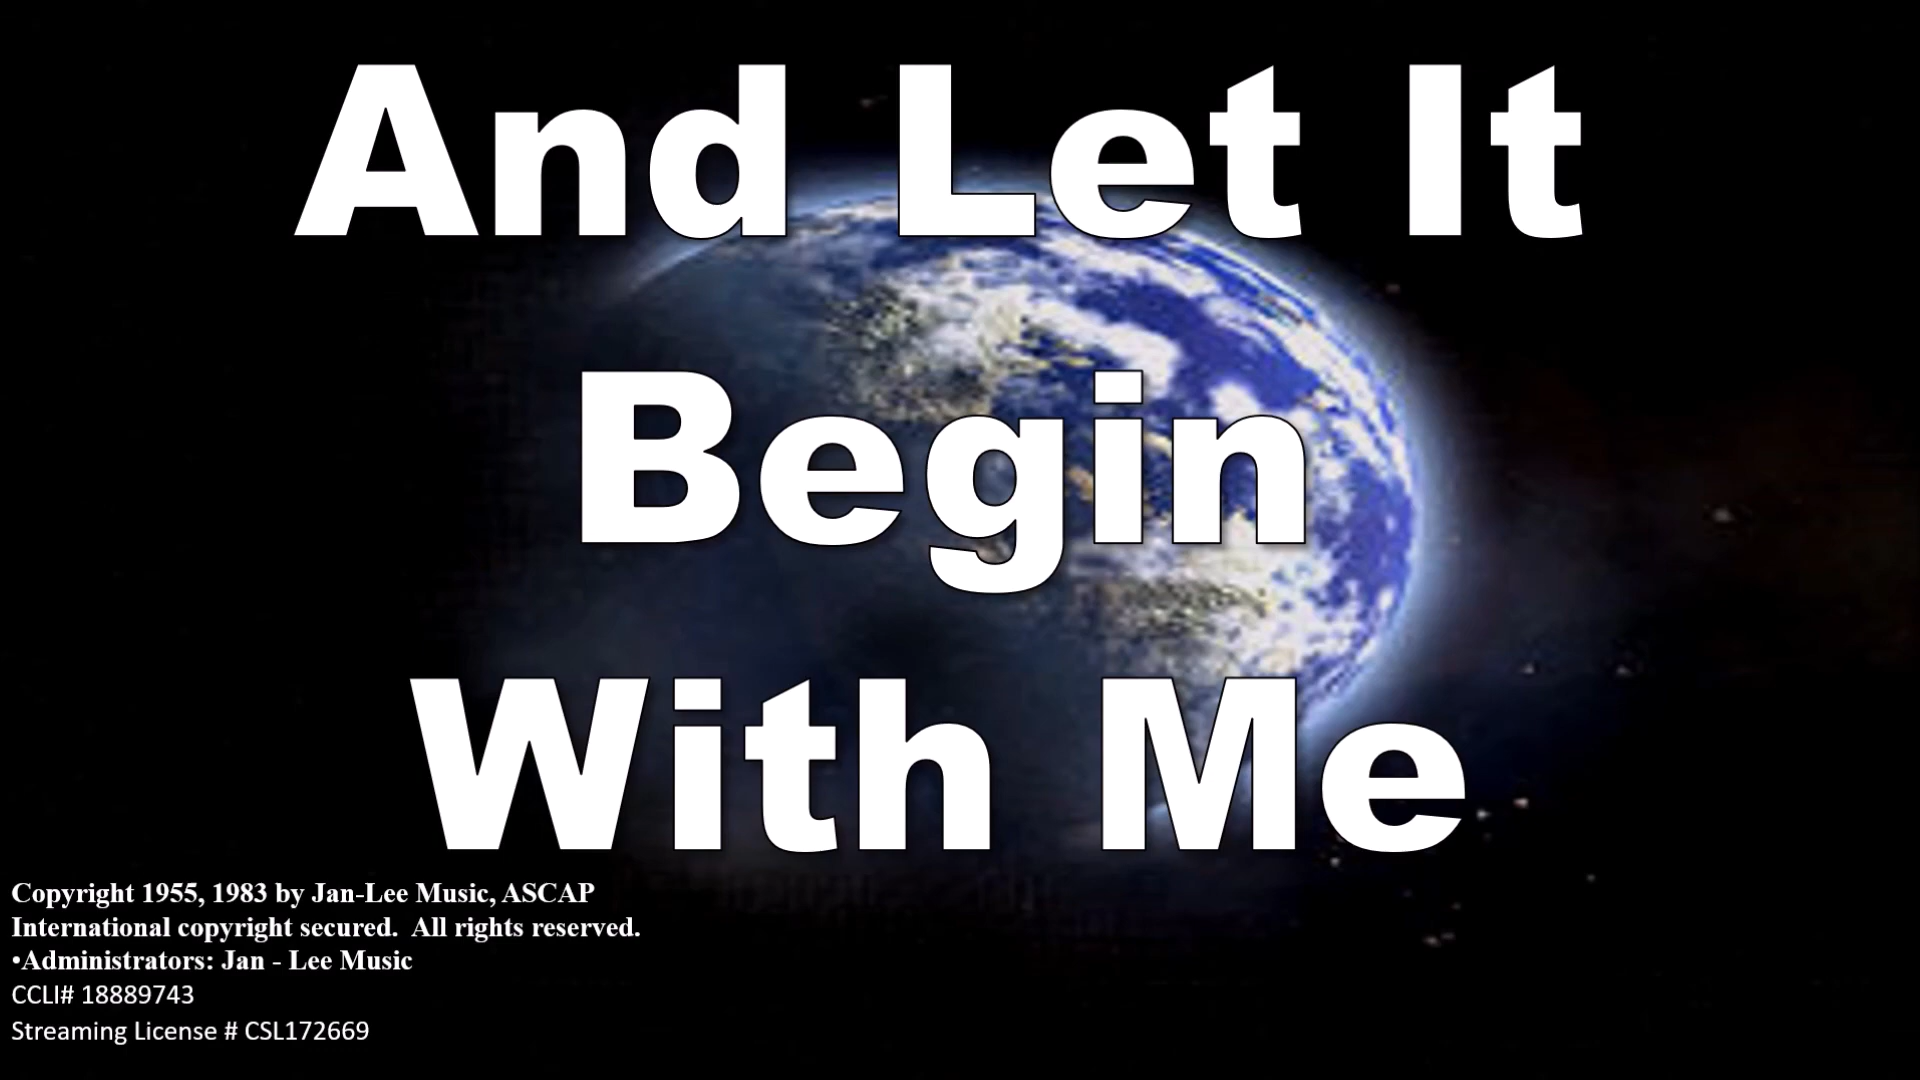 And Let It
Begin
With Me
Copyright 1955, 1983 by Jan-Lee Music, ASCAP
International copyright secured.  All rights reserved.
•Administrators: Jan - Lee Music
CCLI# 18889743
Streaming License # CSL172669